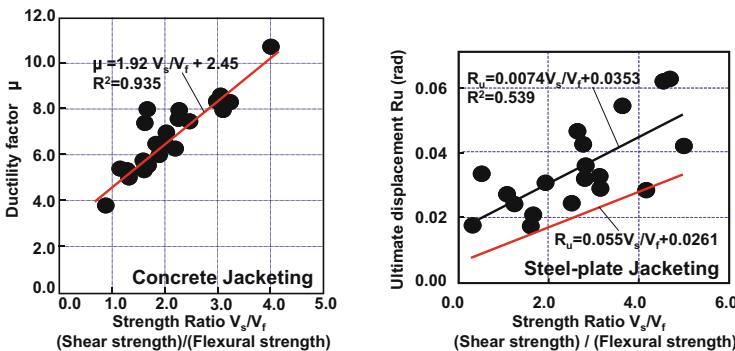 12.0
10.0
8.0
6.0
4.0
2.0
0.0
Ductility factor μ
μ=1.92 Vs/Vf + 2.45
R²=0.935
Concrete Jacketing
0.0 1.0 2.0 3.0 4.0 5.0
Strength Ratio Vs/Vf
(Shear strength)/(Flexural strength)
0.06
0.04
0.02
0.00
Ultimate displacement Ru (rad)
Ru=0.0074Vs/Vf+0.0353
R²=0.539
Ru=0.055Vs/Vf+0.0261
Steel-plate Jacketing
0.0 2.0 4.0 6.0
Strength Ratio Vs/Vf
(Shear strength) / (Flexural strength)